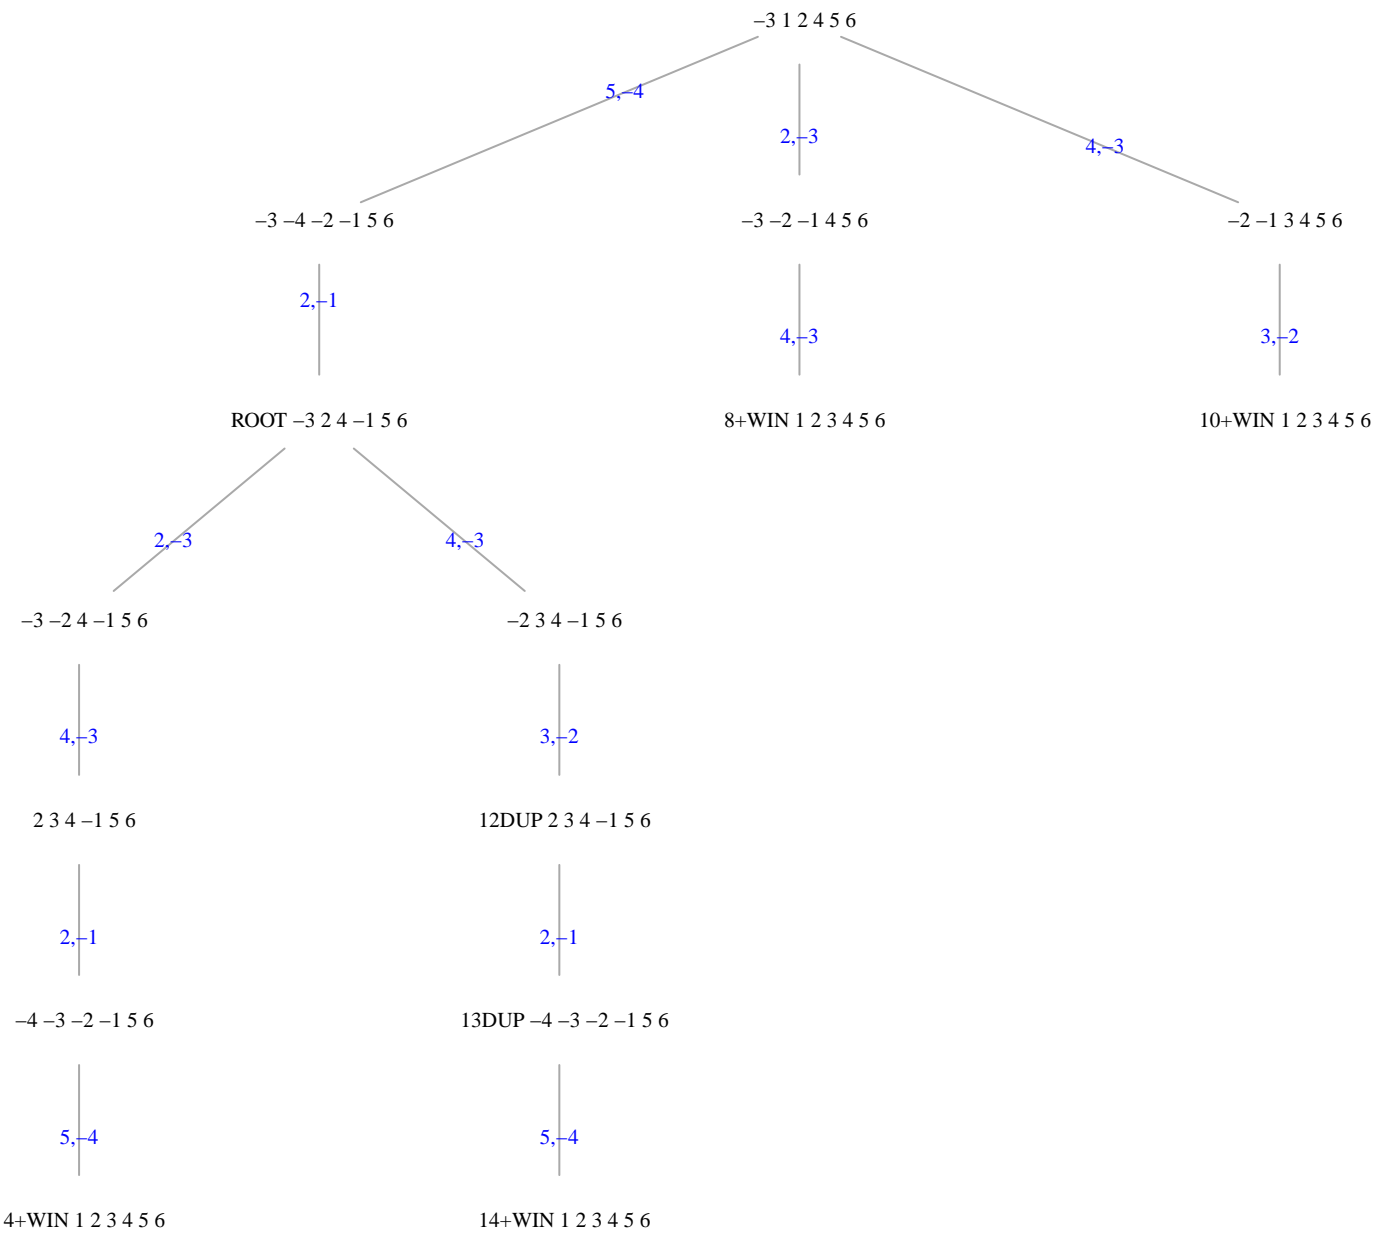 −3 1 2 4 5 6
5,−4
2,−3
4,−3
−3 −4 −2 −1 5 6
−3 −2 −1 4 5 6
−2 −1 3 4 5 6
2,−1
4,−3
3,−2
ROOT −3 2 4 −1 5 6
8+WIN 1 2 3 4 5 6
10+WIN 1 2 3 4 5 6
2,−3
4,−3
−3 −2 4 −1 5 6
−2 3 4 −1 5 6
4,−3
3,−2
2 3 4 −1 5 6
12DUP 2 3 4 −1 5 6
2,−1
2,−1
−4 −3 −2 −1 5 6
13DUP −4 −3 −2 −1 5 6
5,−4
5,−4
4+WIN 1 2 3 4 5 6
14+WIN 1 2 3 4 5 6